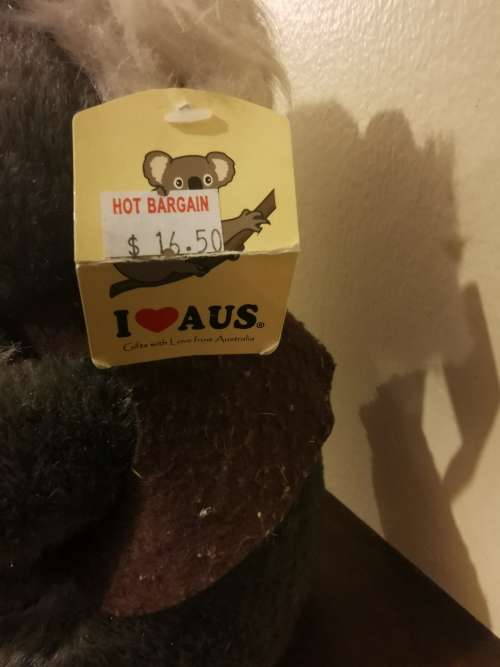 HOT BARGAIN
$ 16.50
I ❤ AUS®
Gifts with Love from Australia